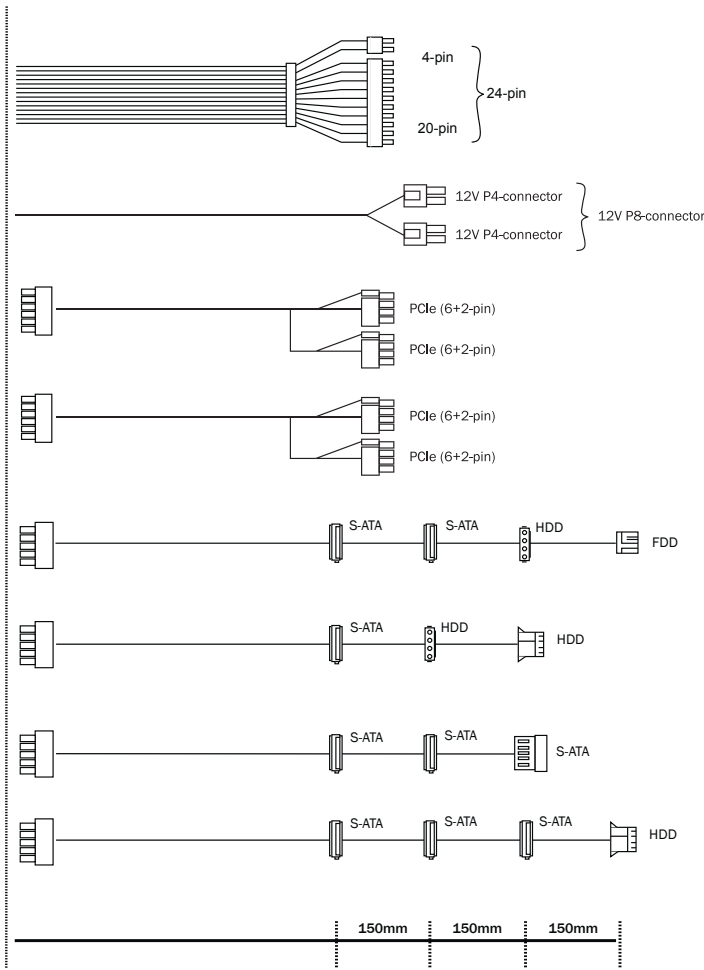 4-pin
24-pin
20-pin
12V P4-connector
12V P8-connector
12V P4-connector
PCIe (6+2-pin)
PCIe (6+2-pin)
PCIe (6+2-pin)
PCIe (6+2-pin)
S-ATA S-ATA HDD
FDD
S-ATA HDD
HDD
S-ATA S-ATA
S-ATA
S-ATA S-ATA S-ATA
HDD
150mm 150mm 150mm